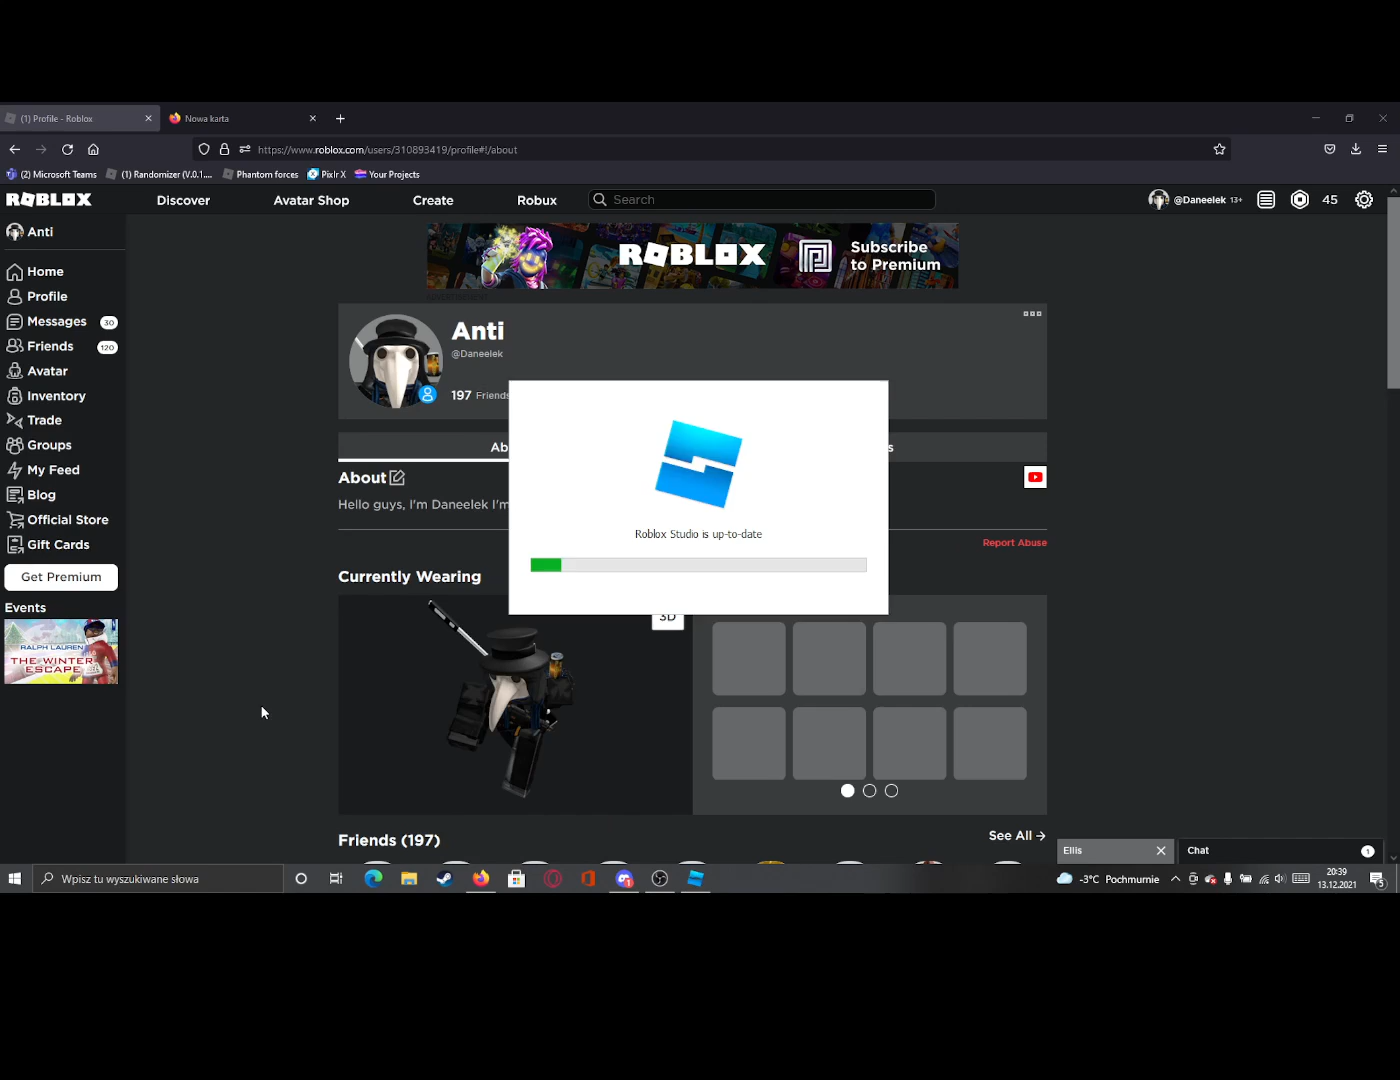 (1) Profile - Roblox
Nowa karta
https://www.roblox.com/users/310893419/profile#!/about
(2) Microsoft Teams
(1) Randomizer (V.0.1....
Phantom forces
Pixlr X
Your Projects
ROBLOX
Discover
Avatar Shop
Create
Robux
Search
@Daneelek 13+
45
Anti
Home
Profile
Messages 30
Friends 120
Avatar
Inventory
Trade
Groups
My Feed
Blog
Official Store
Gift Cards
Get Premium
Events
RALPH LAUREN
THE WINTER
ESCAPE
ROBLOX
Subscribe
to Premium
Anti
@Daneelek
197 Friends
Ab
s
About
Hello guys, I'm Daneelek I'm
Report Abuse
Roblox Studio is up-to-date
Currently Wearing
3D
Friends (197)
See All
Ellis
Chat
1
Wpisz tu wyszukiwane słowa
-3°C Pochmurnie
20:39
13.12.2021
5